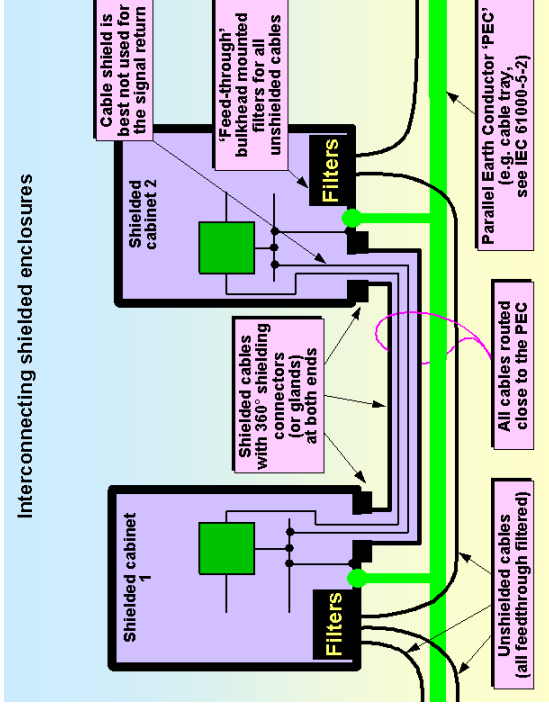 Interconnecting shielded enclosures
Cable shield is
best not used for
the signal return
‘Feed-through’
bulkhead mounted
filters for all
unshielded cables
Parallel Earth Conductor ‘PEC’
(e.g. cable tray,
see IEC 61000-5-2)
Shielded
cabinet 2
Filters
Shielded cables
with 360° shielding
connectors
(or glands)
at both ends
All cables routed
close to the PEC
Shielded cabinet
1
Filters
Unshielded cables
(all feedthrough filtered)